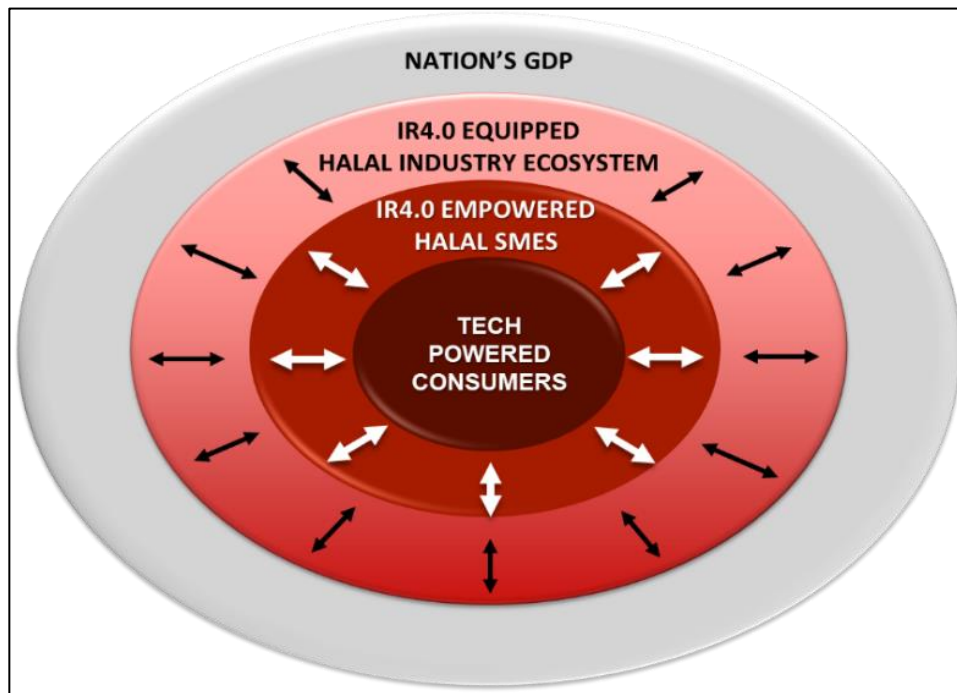 NATION'S GDP
IR4.0 EQUIPPED
HALAL INDUSTRY ECOSYSTEM
IR4.0 EMPOWERED
HALAL SMES
TECH
POWERED
CONSUMERS